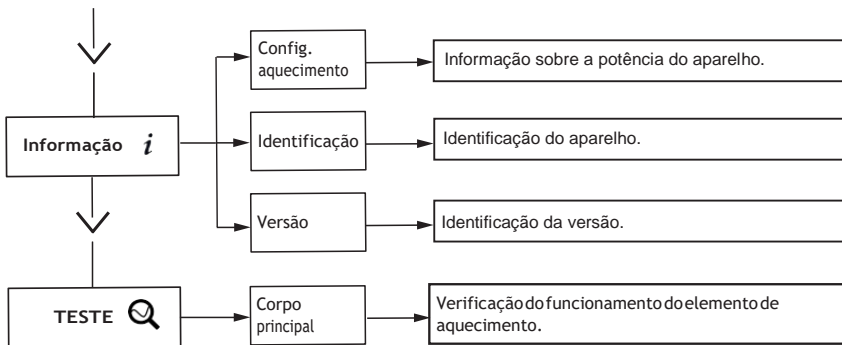 Config.
aquecimento
Informação sobre a potência do aparelho.
Informação i
Identificação
Identificação do aparelho.
Versão
Identificação da versão.
TESTE
Corpo
principal
Verificação do funcionamento do elemento de
aquecimento.